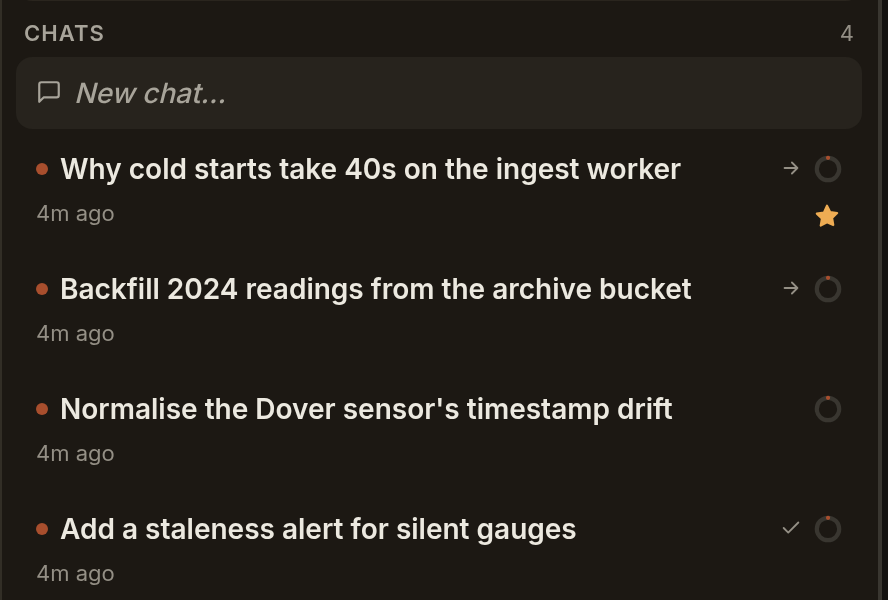 CHATS 4
New chat...
Why cold starts take 40s on the ingest worker
4m ago
Backfill 2024 readings from the archive bucket
4m ago
Normalise the Dover sensor's timestamp drift
4m ago
Add a staleness alert for silent gauges
4m ago